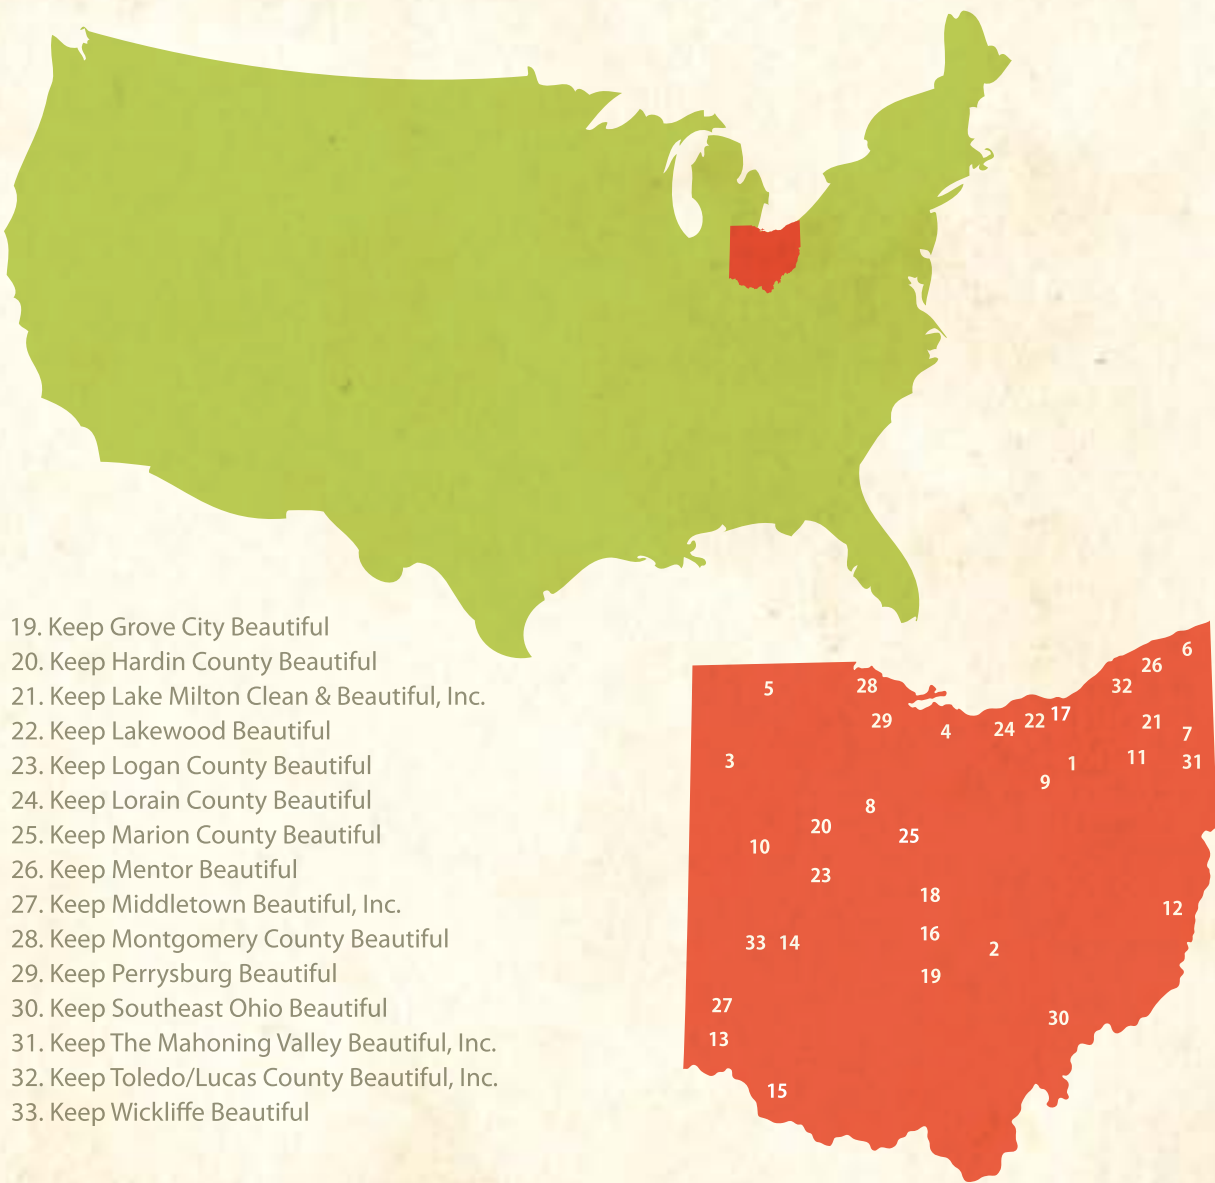 19. Keep Grove City Beautiful
20. Keep Hardin County Beautiful
21. Keep Lake Milton Clean & Beautiful, Inc.
22. Keep Lakewood Beautiful
23. Keep Logan County Beautiful
24. Keep Lorain County Beautiful
25. Keep Marion County Beautiful
26. Keep Mentor Beautiful
27. Keep Middletown Beautiful, Inc.
28. Keep Montgomery County Beautiful
29. Keep Perrysburg Beautiful
30. Keep Southeast Ohio Beautiful
31. Keep The Mahoning Valley Beautiful, Inc.
32. Keep Toledo/Lucas County Beautiful, Inc.
33. Keep Wickliffe Beautiful
6
26
5 28 32
29 4 24 22 17 21 7
3 1 11 31
9
8
20 25
10
23
18
12
16
33 14 2
19
27
30
13
15